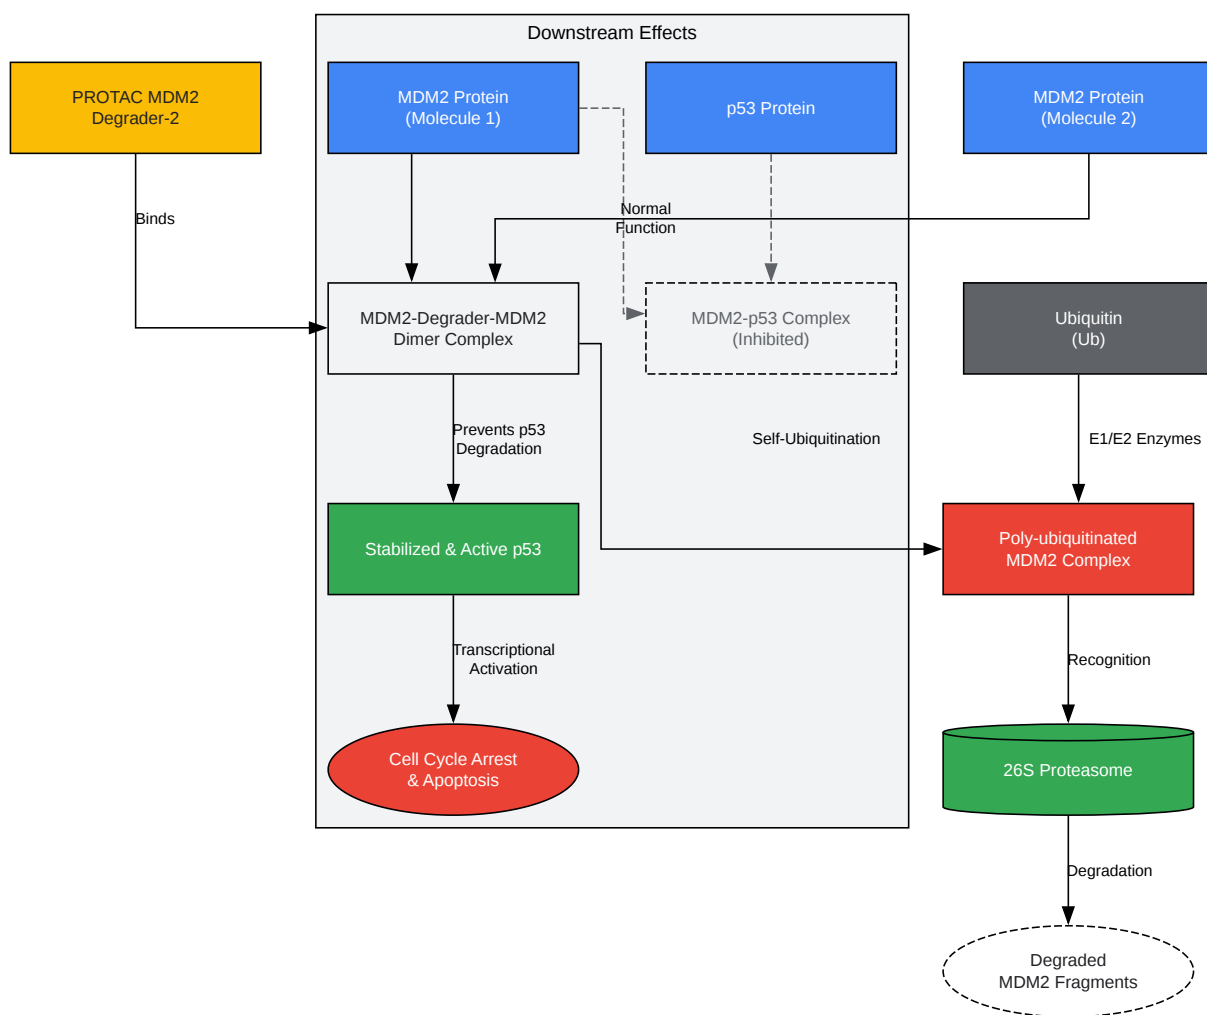 Downstream Effects
PROTAC MDM2
Degrader-2
MDM2 Protein
(Molecule 1)
p53 Protein
MDM2 Protein
(Molecule 2)
Binds
Normal
Function
MDM2-Degrader-MDM2
Dimer Complex
MDM2-p53 Complex
(Inhibited)
Ubiquitin
(Ub)
Prevents p53
Degradation
Self-Ubiquitination
E1/E2 Enzymes
Stabilized & Active p53
Poly-ubiquitinated
MDM2 Complex
Transcriptional
Activation
Recognition
Cell Cycle Arrest
& Apoptosis
26S Proteasome
Degradation
Degraded
MDM2 Fragments